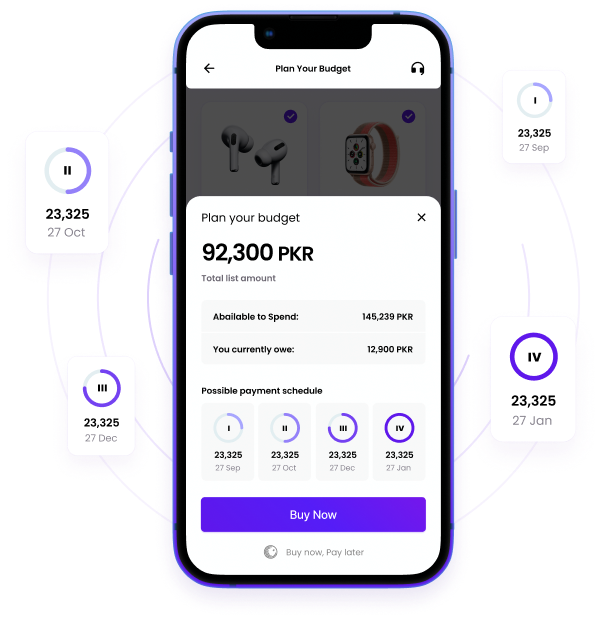 Plan Your Budget
I
23,325
27 Sep
II
23,325
27 Oct
Plan your budget
92,300 PKR
Total list amount
Abailable to Spend: 145,239 PKR
You currently owe: 12,900 PKR
IV
23,325
27 Jan
III
23,325
27 Dec
Possible payment schedule
I II III IV
23,325 23,325 23,325 23,325
27 Sep 27 Oct 27 Dec 27 Jan
Buy Now
Buy now, Pay later